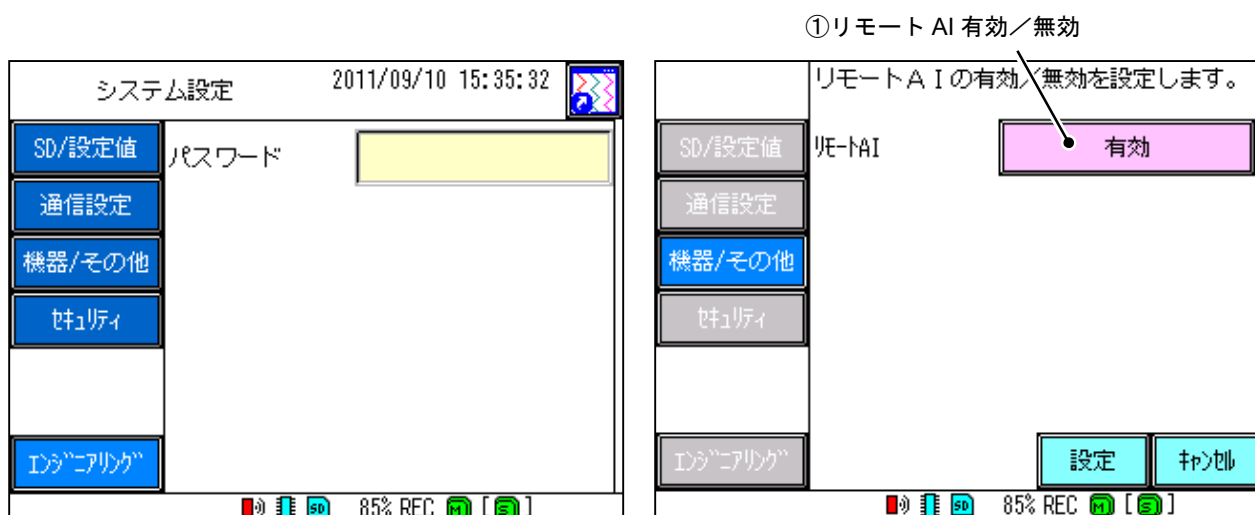 ①リモート AI 有効／無効
システム設定
2011/09/10 15:35:32
SD/設定値
パスワード
通信設定
機器/その他
ｾｷｭﾘﾃｨ
ｴﾝｼﾞﾆｱﾘﾝｸﾞ
85% REC M [S]
リモートＡＩの有効／無効を設定します。
SD/設定値
ﾘﾓｰﾄAI
有効
通信設定
機器/その他
ｾｷｭﾘﾃｨ
ｴﾝｼﾞﾆｱﾘﾝｸﾞ
設定
ｷｬﾝｾﾙ
SD 85% REC M [S]